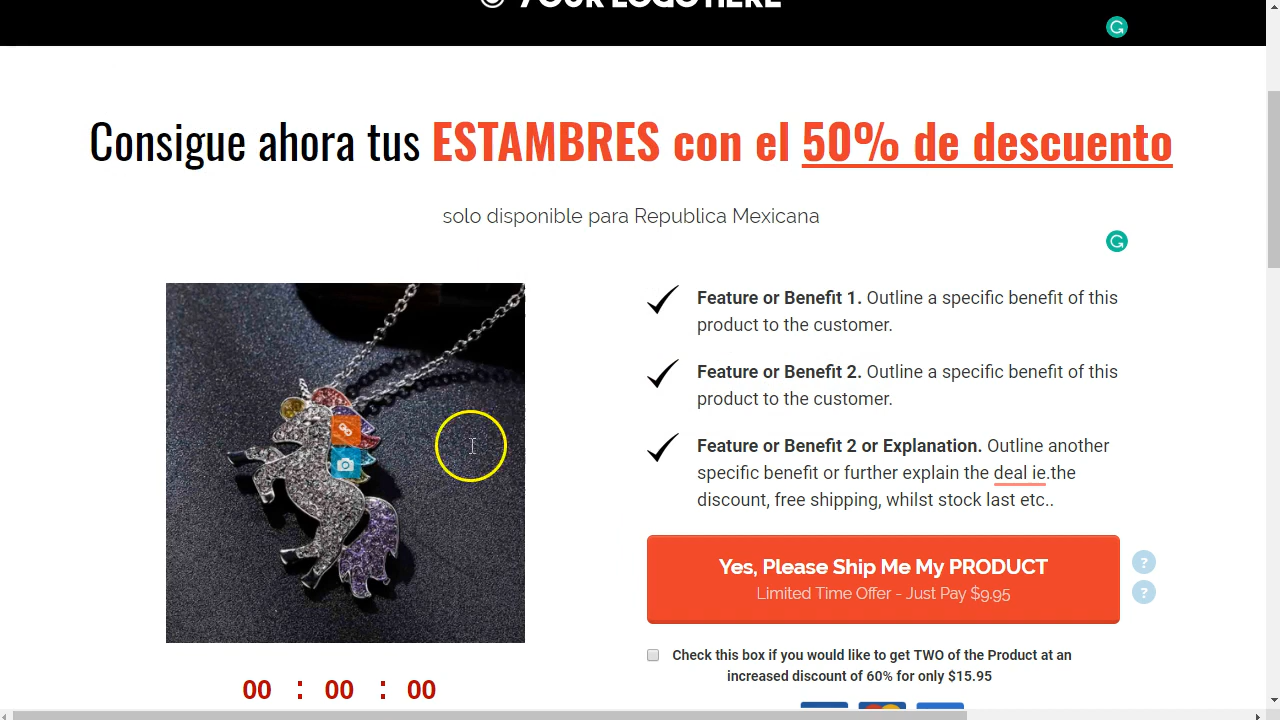 YOUR LOGO HERE
Consigue ahora tus ESTAMBRES con el 50% de descuento
solo disponible para Republica Mexicana
Feature or Benefit 1. Outline a specific benefit of this
product to the customer.
Feature or Benefit 2. Outline a specific benefit of this
product to the customer.
Feature or Benefit 2 or Explanation. Outline another
specific benefit or further explain the deal ie.the
discount, free shipping, whilst stock last etc..
Yes, Please Ship Me My PRODUCT
Limited Time Offer - Just Pay $9.95
?
?
Check this box if you would like to get TWO of the Product at an
increased discount of 60% for only $15.95
00 : 00 : 00